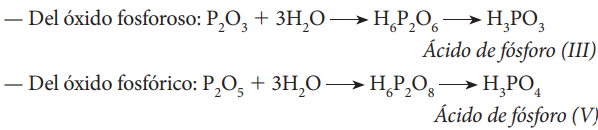 — Del óxido fosforoso: P₂O₃ + 3H₂O ⟶ H₆P₂O₆ ⟶ H₃PO₃
Ácido de fósforo (III)
— Del óxido fosfórico: P₂O₅ + 3H₂O ⟶ H₆P₂O₈ ⟶ H₃PO₄
Ácido de fósforo (V)